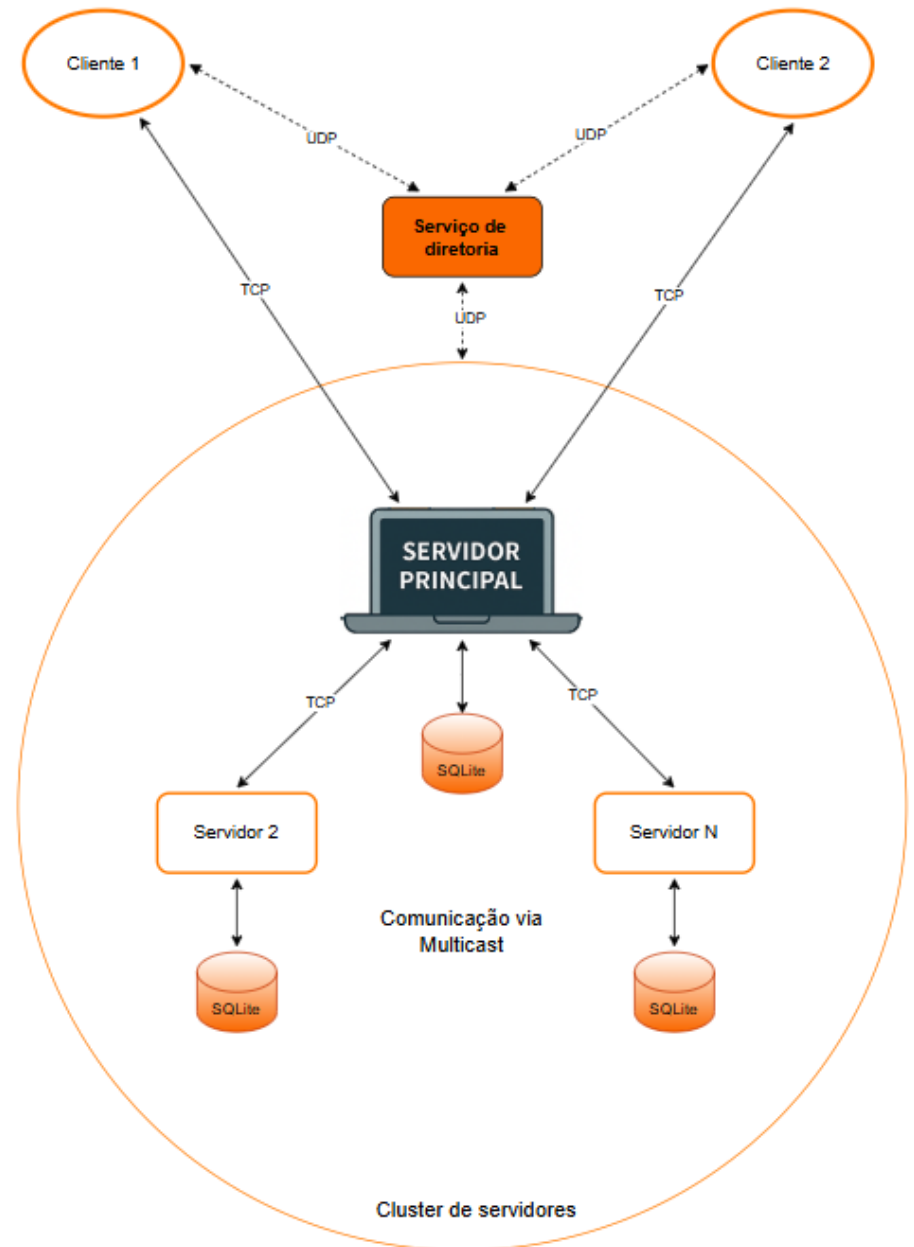 Cliente 1
Cliente 2
UDP
UDP
Serviço de
diretoria
TCP
UDP
TCP
SERVIDOR
PRINCIPAL
TCP
TCP
SQLite
Servidor 2
Servidor N
Comunicação via
Multicast
SQLite
SQLite
Cluster de servidores